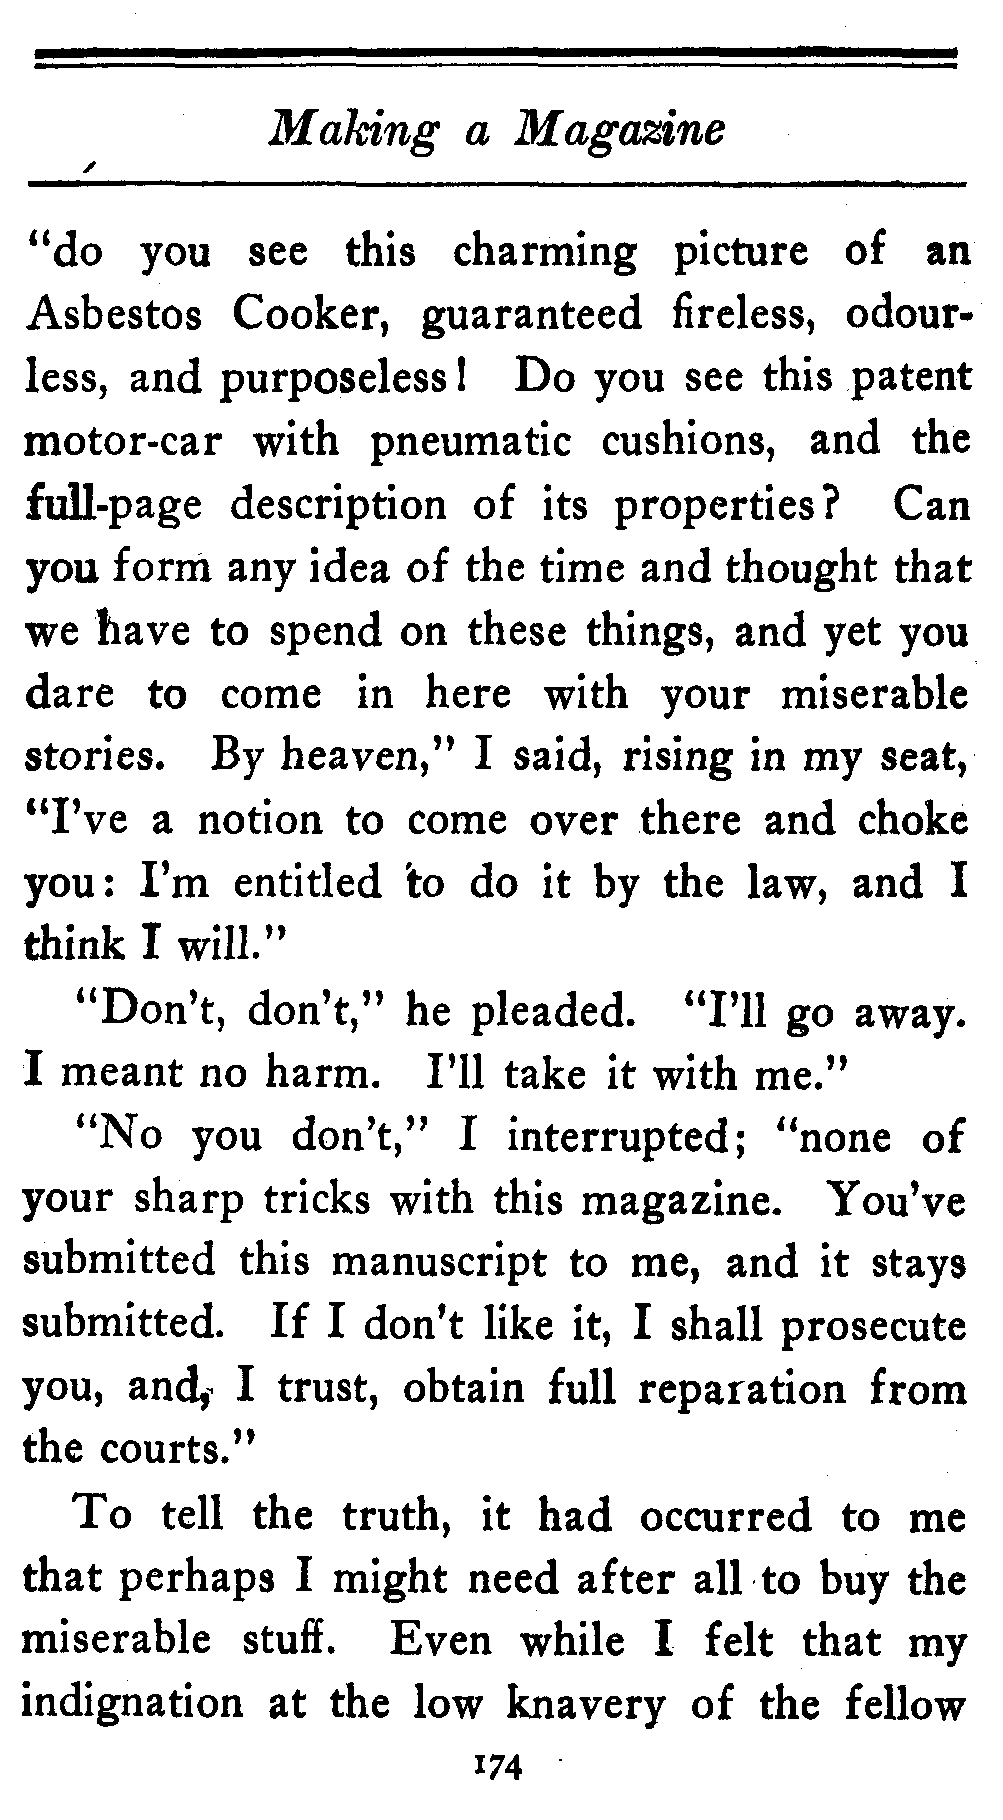 Making a Magazine
“do you see this charming picture of an
Asbestos Cooker, guaranteed fireless, odour-
less, and purposeless! Do you see this patent
motor-car with pneumatic cushions, and the
full-page description of its properties? Can
you form any idea of the time and thought that
we have to spend on these things, and yet you
dare to come in here with your miserable
stories. By heaven,” I said, rising in my seat,
“I’ve a notion to come over there and choke
you: I’m entitled to do it by the law, and I
think I will.”
“Don’t, don’t,” he pleaded. “I’ll go away.
I meant no harm. I’ll take it with me.”
“No you don’t,” I interrupted; “none of
your sharp tricks with this magazine. You’ve
submitted this manuscript to me, and it stays
submitted. If I don’t like it, I shall prosecute
you, and, I trust, obtain full reparation from
the courts.”
To tell the truth, it had occurred to me
that perhaps I might need after all to buy the
miserable stuff. Even while I felt that my
indignation at the low knavery of the fellow
174